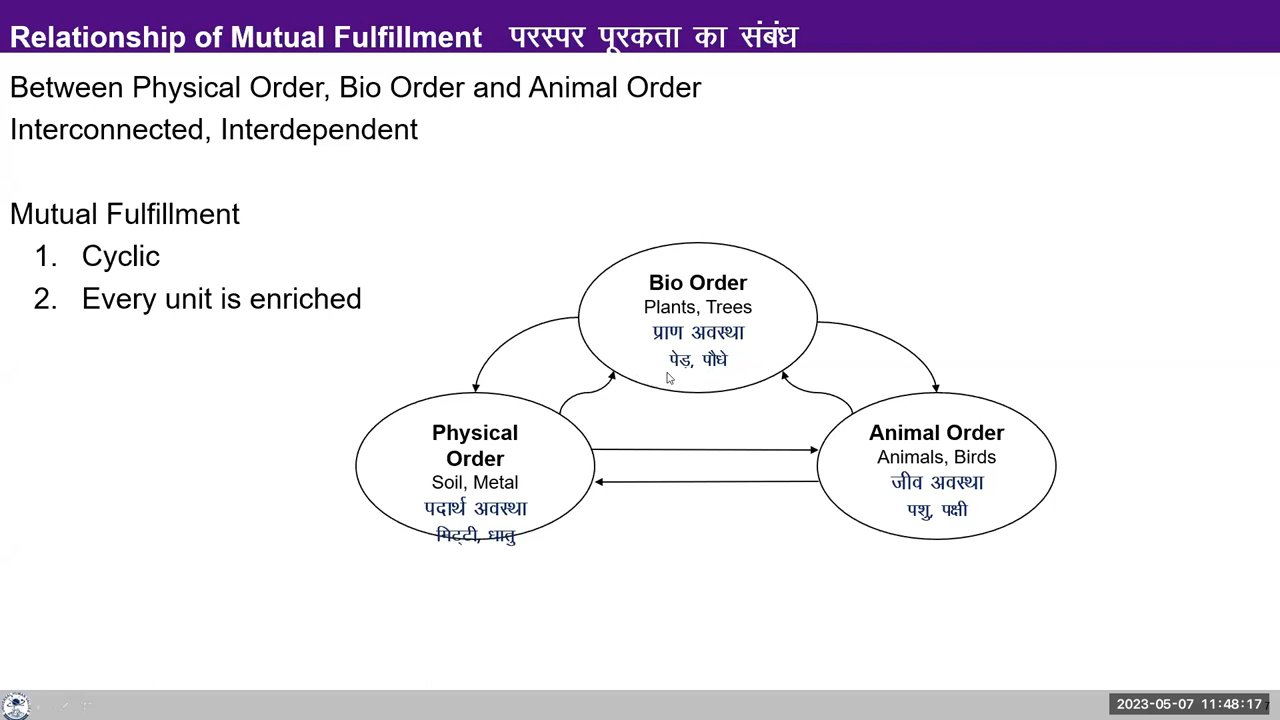 Relationship of Mutual Fulfillment परस्पर पूरकता का संबंध
Between Physical Order, Bio Order and Animal Order
Interconnected, Interdependent
Mutual Fulfillment
1. Cyclic
2. Every unit is enriched
Bio Order
Plants, Trees
प्राण अवस्था
पेड़, पौधे
Physical
Order
Soil, Metal
पदार्थ अवस्था
मिट्टी, धातु
Animal Order
Animals, Birds
जीव अवस्था
पशु, पक्षी
2023-05-07 11:48:17
7